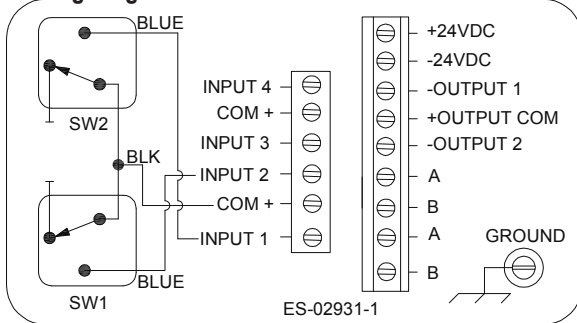 BLUE
SW2
BLK
SW1
BLUE
INPUT 4
COM +
INPUT 3
INPUT 2
COM +
INPUT 1
+24VDC
-24VDC
-OUTPUT 1
+OUTPUT COM
-OUTPUT 2
A
B
A
B
GROUND
ES-02931-1